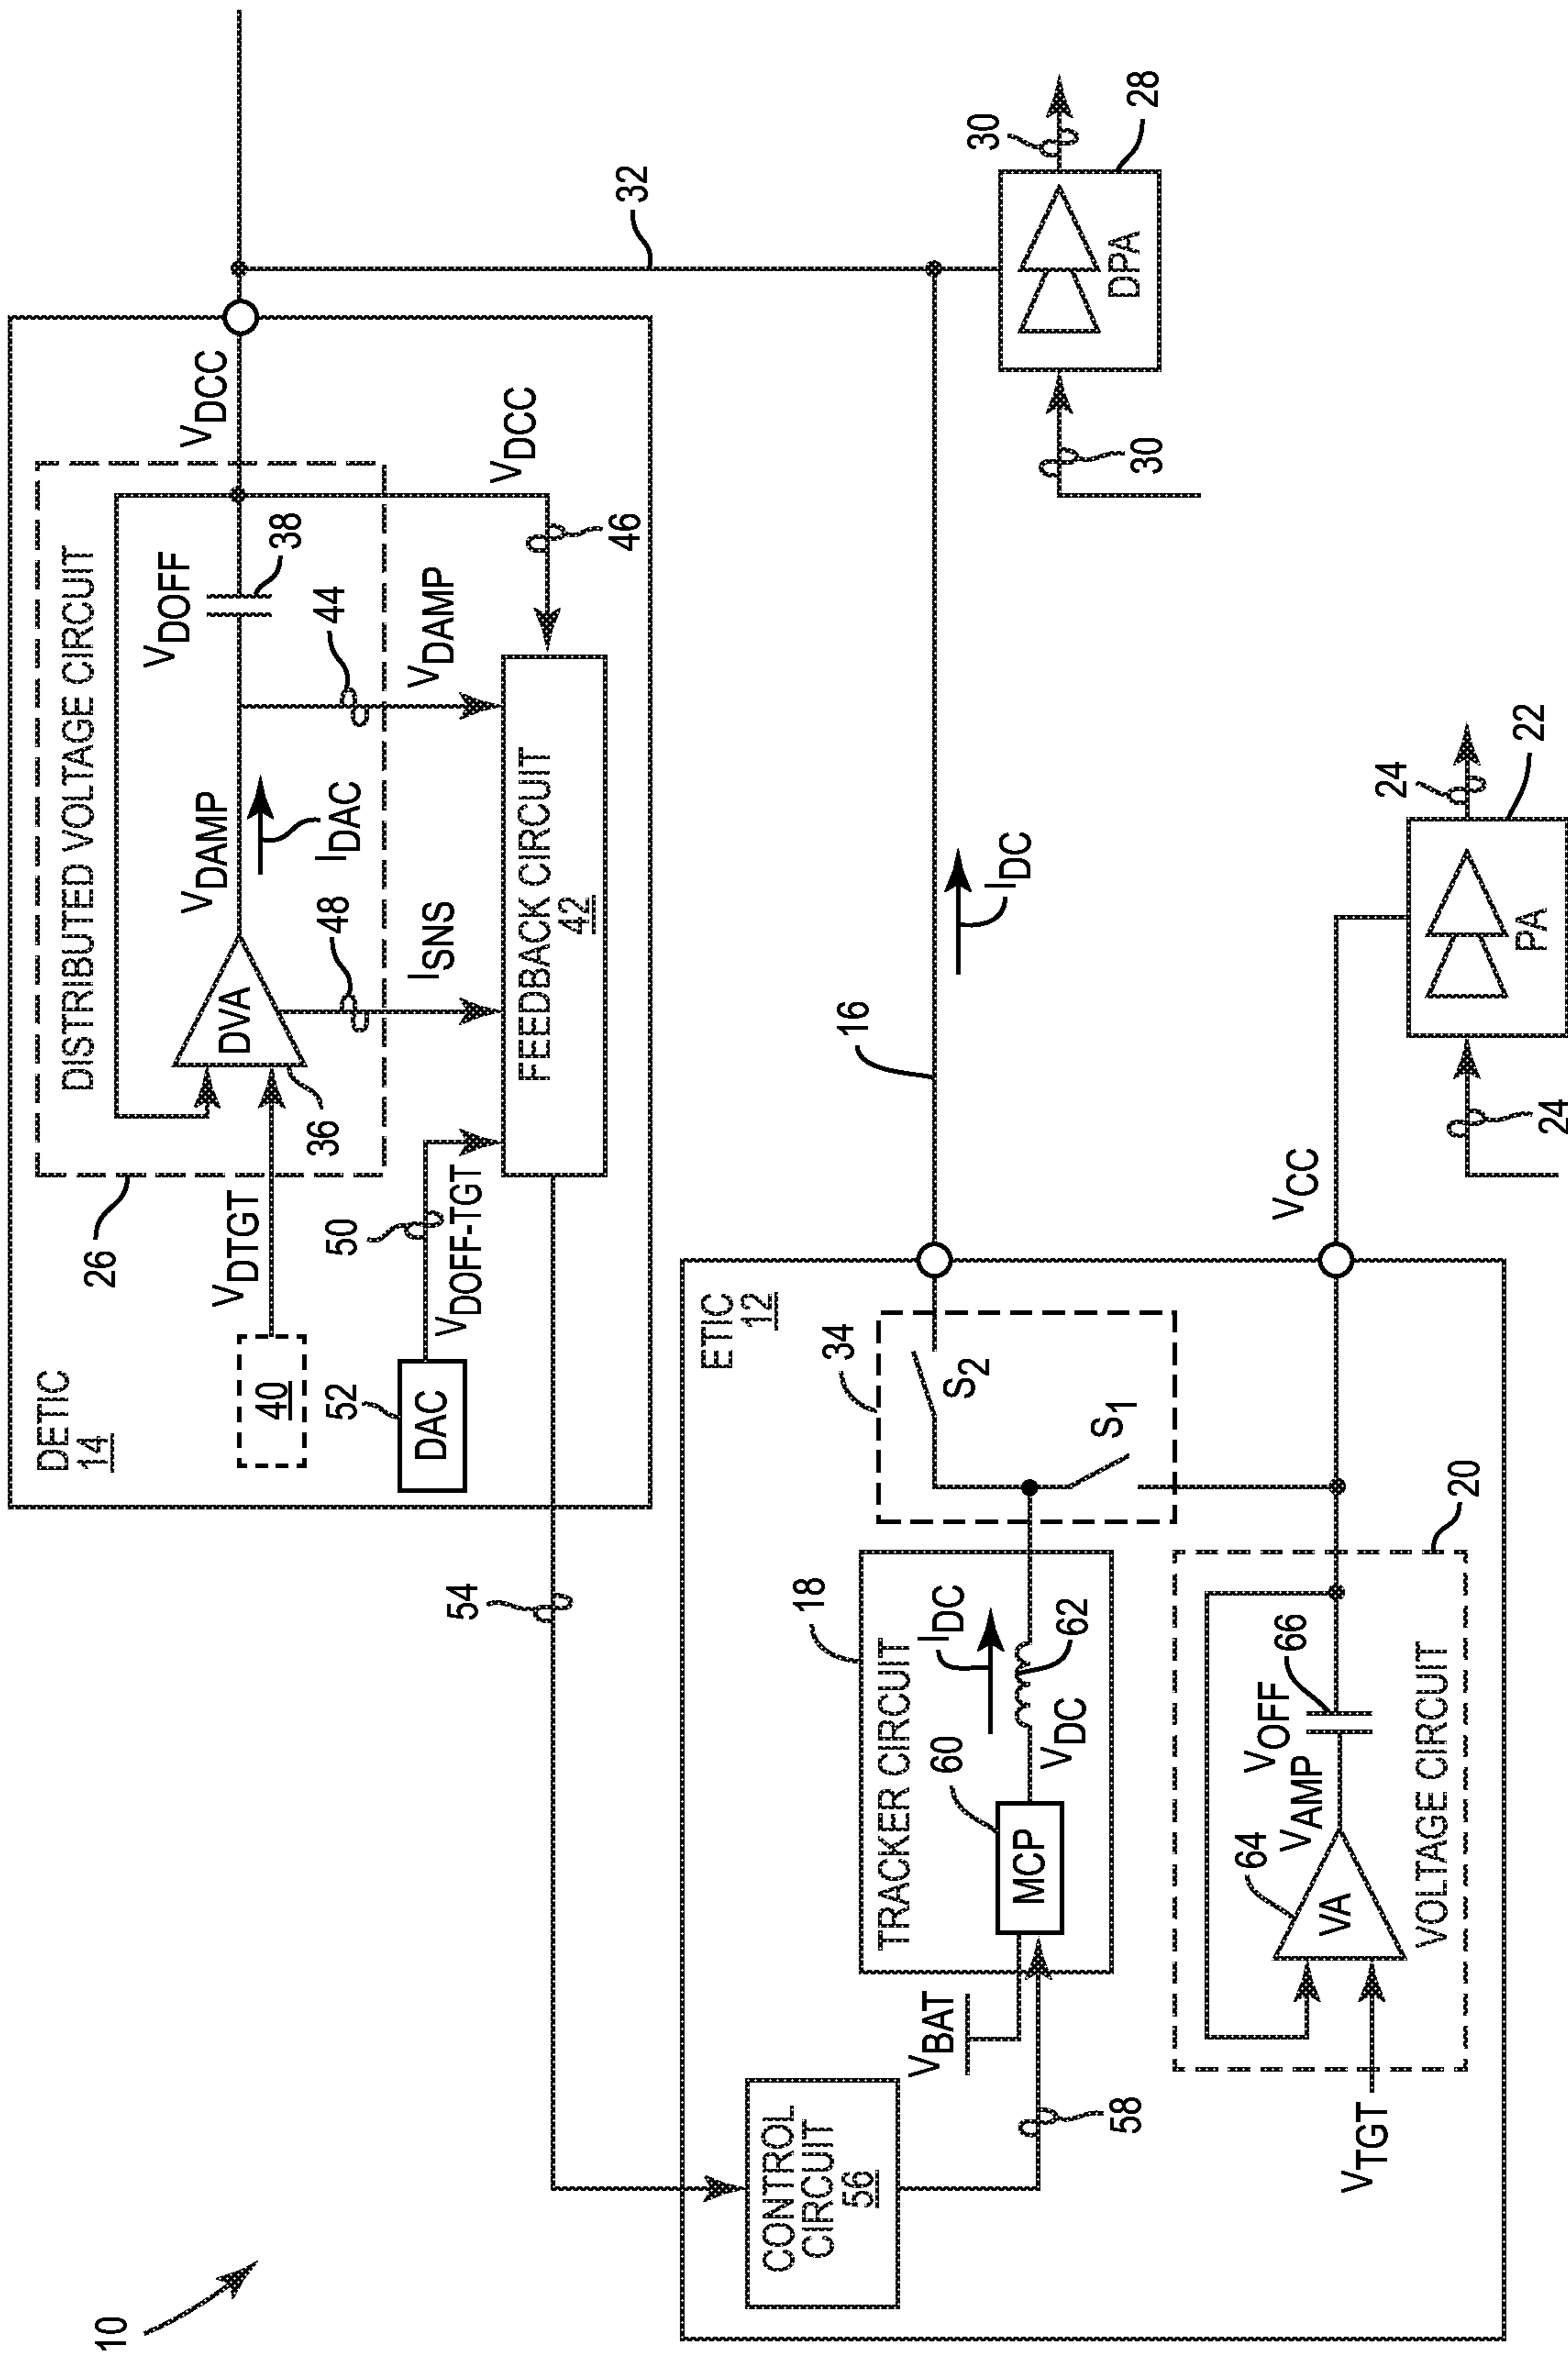 10
DETIC
14
26
DISTRIBUTED VOLTAGE CIRCUIT
VDTGT
40
36
DVA
VDAMP
IDAC
VDOFF
38
VDCC
48
ISNS
44
VDAMP
VDCC
46
52
DAC
50
VDOFF-TGT
FEEDBACK CIRCUIT
42
54
32
ETIC
12
CONTROL
CIRCUIT
56
58
VBAT
18
TRACKER CIRCUIT
60
MCP
IDC
VDC
62
34
S2
S1
16
IDC
30
DPA
30
28
VTGT
64
VA
VAMP
VOFF
66
VOLTAGE CIRCUIT
20
VCC
24
PA
24
22